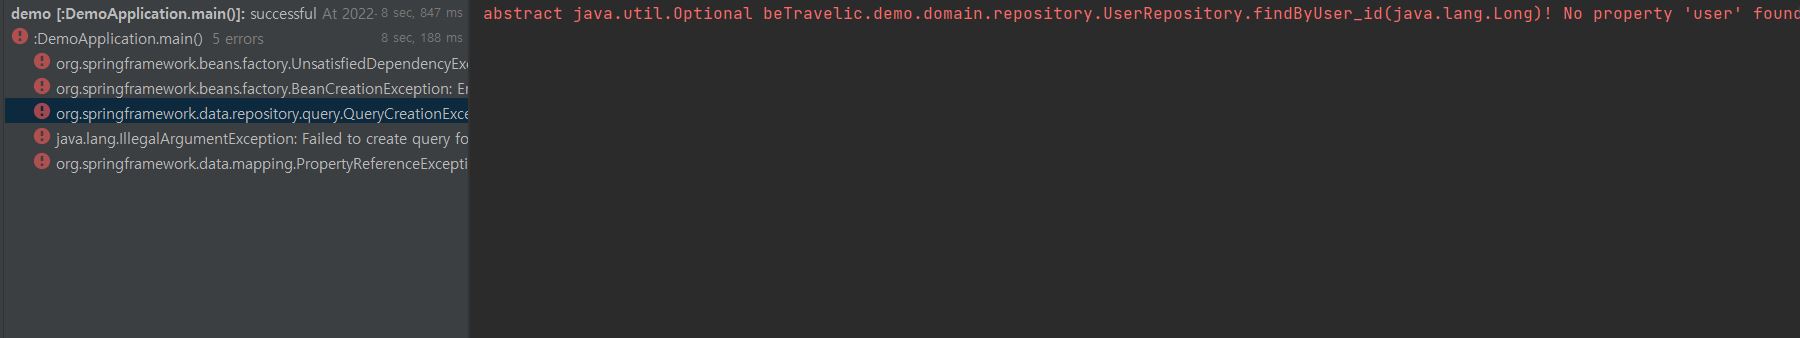 demo [:DemoApplication.main()]: successful At 2022- 8 sec, 847 ms
:DemoApplication.main() 5 errors 8 sec, 188 ms
org.springframework.beans.factory.UnsatisfiedDependencyExc
org.springframework.beans.factory.BeanCreationException: Er
org.springframework.data.repository.query.QueryCreationExce
java.lang.IllegalArgumentException: Failed to create query fo
org.springframework.data.mapping.PropertyReferenceExcepti
abstract java.util.Optional beTravelic.demo.domain.repository.UserRepository.findByUser_id(java.lang.Long)! No property 'user' found